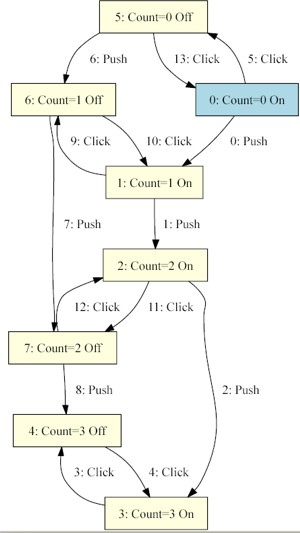 5: Count=0 Off
6: Push
13: Click
5: Click
6: Count=1 Off
0: Count=0 On
9: Click
10: Click
0: Push
1: Count=1 On
7: Push
1: Push
2: Count=2 On
12: Click
11: Click
7: Count=2 Off
8: Push
2: Push
4: Count=3 Off
3: Click
4: Click
3: Count=3 On